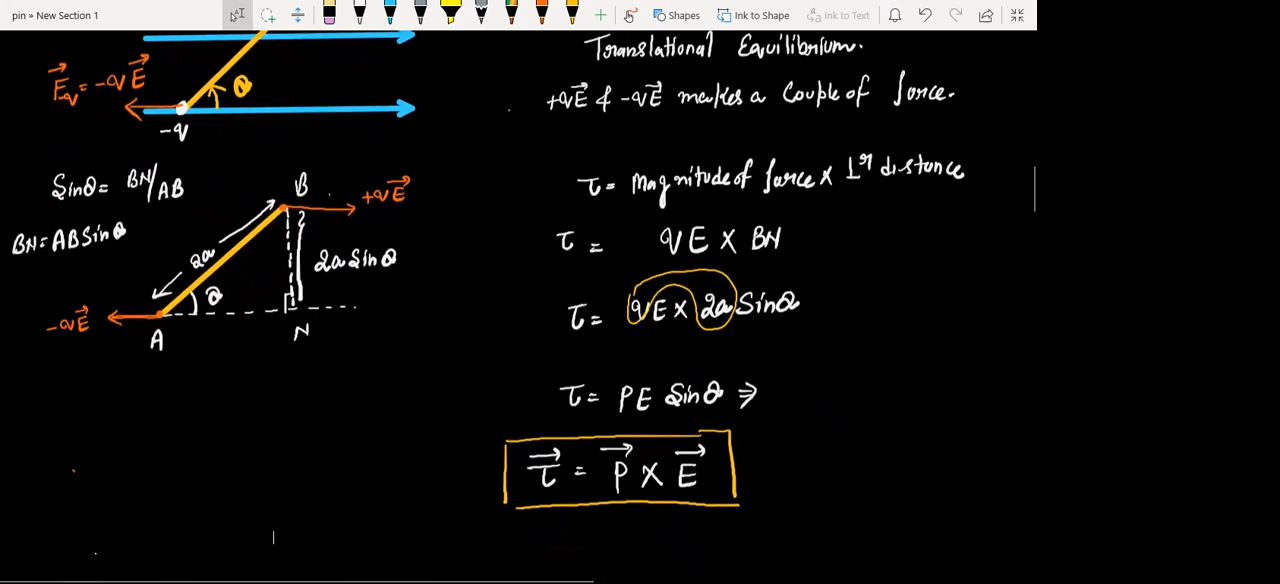 pin » New Section 1
Shapes
Ink to Shape
Ink to Text
F⃗-q = -qE⃗
θ
-q
Translational Equilibrium.
+qE⃗ & -qE⃗ makes a couple of force.
Sinθ = BN/AB
BN = AB Sinθ
B
+qE⃗
2a
2a Sinθ
θ
-qE⃗
A
N
τ = Magnitude of force × ⊥r distance
τ = qE × BN
τ = qE × 2a Sinθ
τ = PE Sinθ ⇒
τ⃗ = P⃗ × E⃗